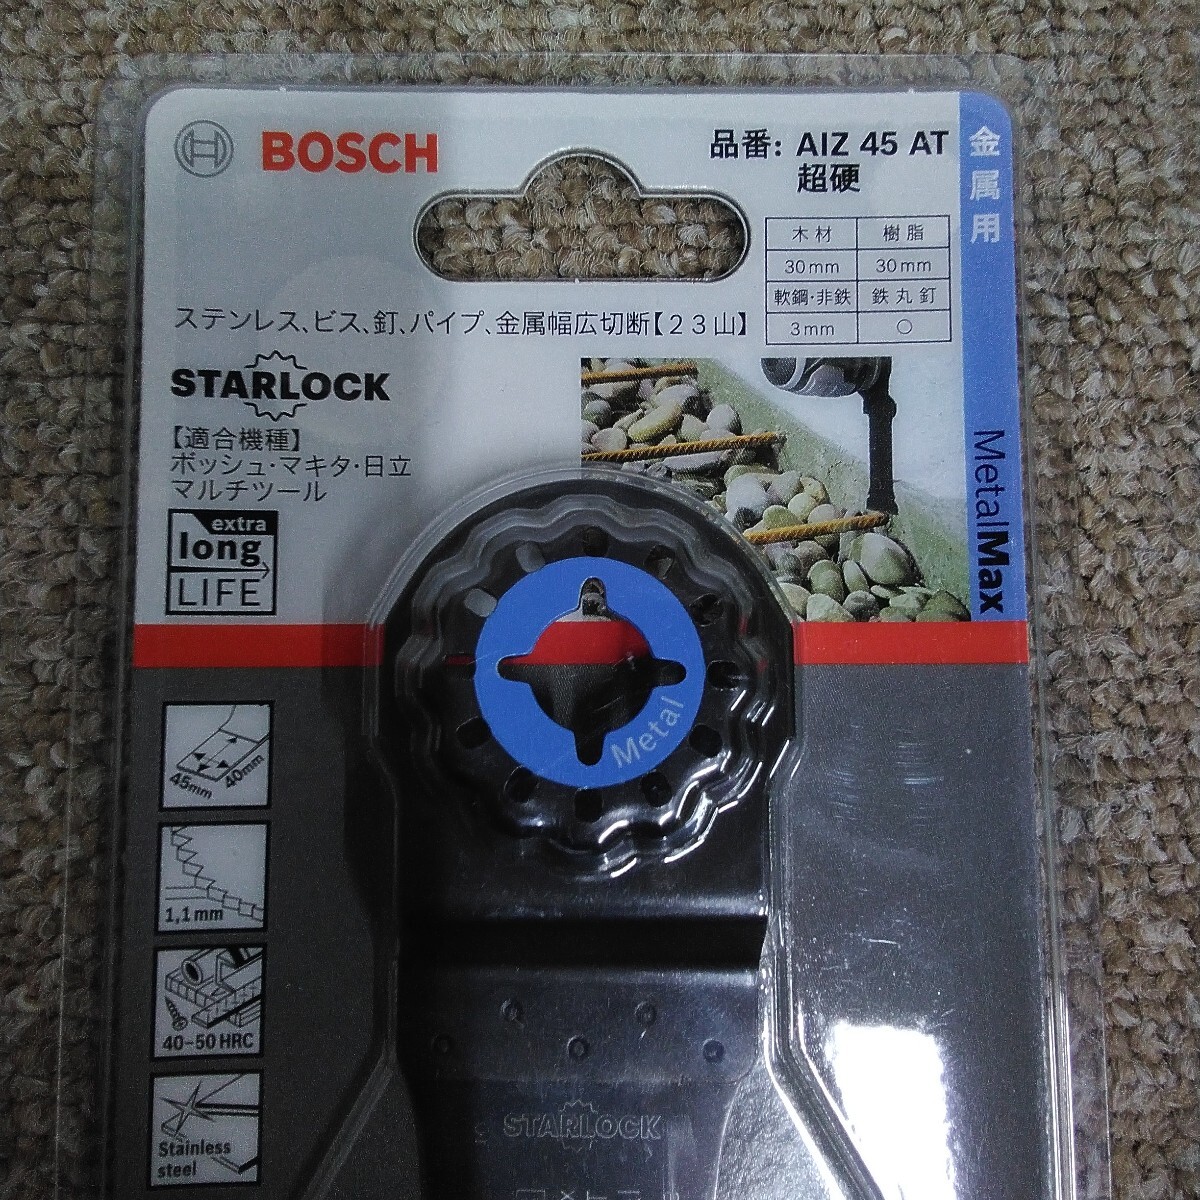 BOSCH
品番: AIZ 45 AT
超硬
金属用
木材 樹脂
30mm 30mm
軟鋼・非鉄 鉄丸釘
3mm ○
ステンレス、ビス、釘、パイプ、金属幅広切断【23山】
STARLOCK
【適合機種】
ボッシュ・マキタ・日立
マルチツール
extra
long
LIFE
MetalMax
Metal
45mm 40mm
1,1mm
40-50 HRC
Stainless
steel
STARLOCK